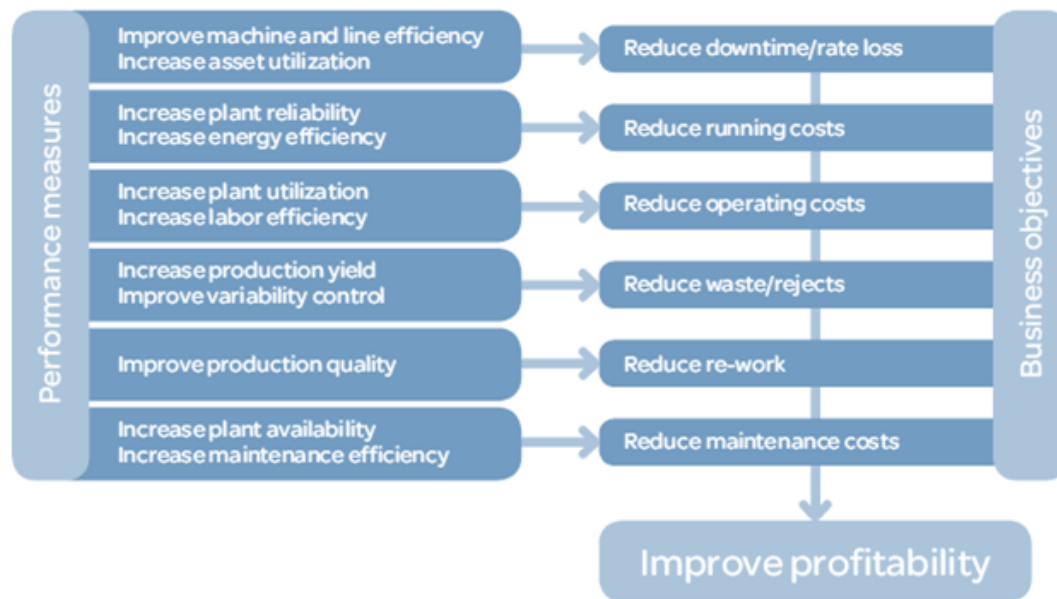 Performance measures
Improve machine and line efficiency
Increase asset utilization
Reduce downtime/rate loss
Increase plant reliability
Increase energy efficiency
Reduce running costs
Increase plant utilization
Increase labor efficiency
Reduce operating costs
Increase production yield
Improve variability control
Reduce waste/rejects
Improve production quality
Reduce re-work
Increase plant availability
Increase maintenance efficiency
Reduce maintenance costs
Business objectives
Improve profitability